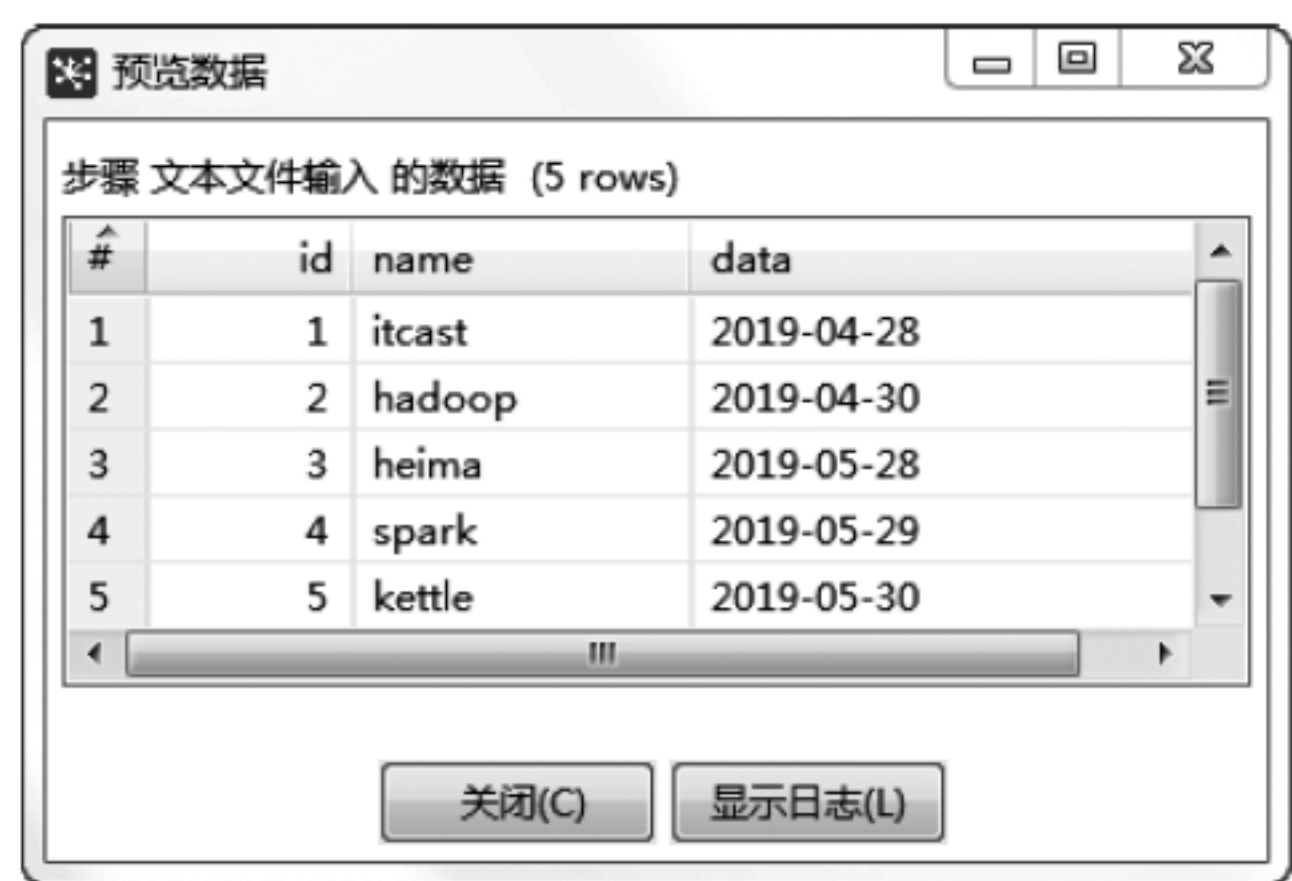 预览数据
步骤 文本文件输入 的数据 (5 rows)
# id name data
1 1 itcast 2019-04-28
2 2 hadoop 2019-04-30
3 3 heima 2019-05-28
4 4 spark 2019-05-29
5 5 kettle 2019-05-30
关闭(C) 显示日志(L)